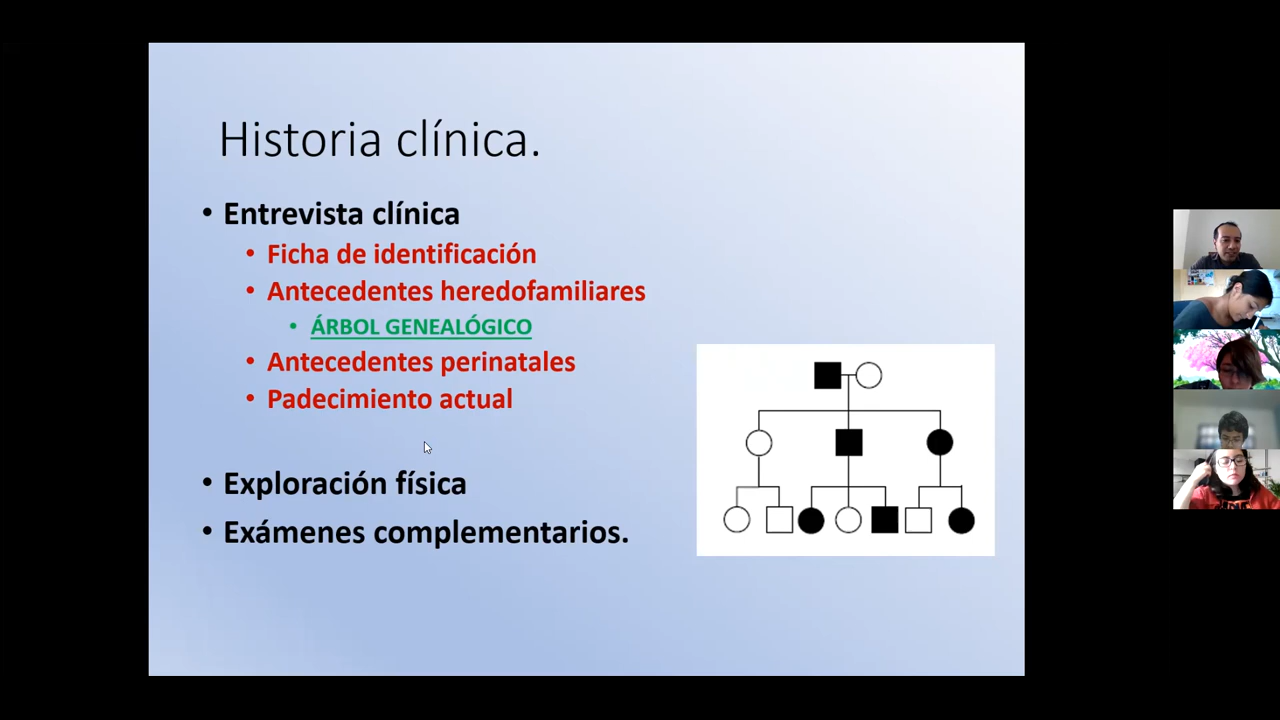 Historia clínica.
• Entrevista clínica
• Ficha de identificación
• Antecedentes heredofamiliares
• ÁRBOL GENEALÓGICO
• Antecedentes perinatales
• Padecimiento actual
• Exploración física
• Exámenes complementarios.